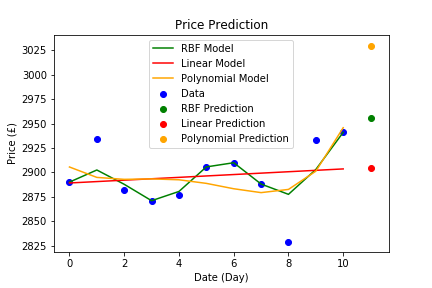 Price Prediction
RBF Model
Linear Model
Polynomial Model
Data
RBF Prediction
Linear Prediction
Polynomial Prediction
3025
3000
2975
2950
2925
2900
2875
2850
2825
Price (£)
0 2 4 6 8 10
Date (Day)